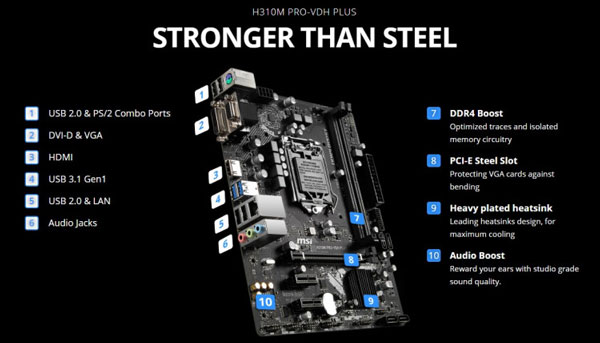 H310M PRO-VDH PLUS
STRONGER THAN STEEL
1 USB 2.0 & PS/2 Combo Ports
2 DVI-D & VGA
3 HDMI
4 USB 3.1 Gen1
5 USB 2.0 & LAN
6 Audio Jacks
1
2
3
4
5
6
7
8
9
10
msi
7 DDR4 Boost
Optimized traces and isolated
memory circuitry
8 PCI-E Steel Slot
Protecting VGA cards against
bending
9 Heavy plated heatsink
Leading heatsinks design, for
maximum cooling
10 Audio Boost
Reward your ears with studio grade
sound quality.